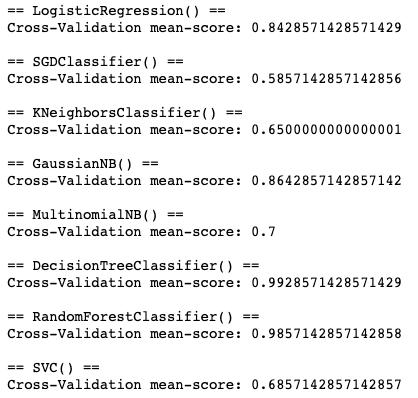 == LogisticRegression() ==
Cross-Validation mean-score: 0.8428571428571429
== SGDClassifier() ==
Cross-Validation mean-score: 0.5857142857142856
== KNeighborsClassifier() ==
Cross-Validation mean-score: 0.6500000000000001
== GaussianNB() ==
Cross-Validation mean-score: 0.8642857142857142
== MultinomialNB() ==
Cross-Validation mean-score: 0.7
== DecisionTreeClassifier() ==
Cross-Validation mean-score: 0.9928571428571429
== RandomForestClassifier() ==
Cross-Validation mean-score: 0.9857142857142858
== SVC() ==
Cross-Validation mean-score: 0.6857142857142857